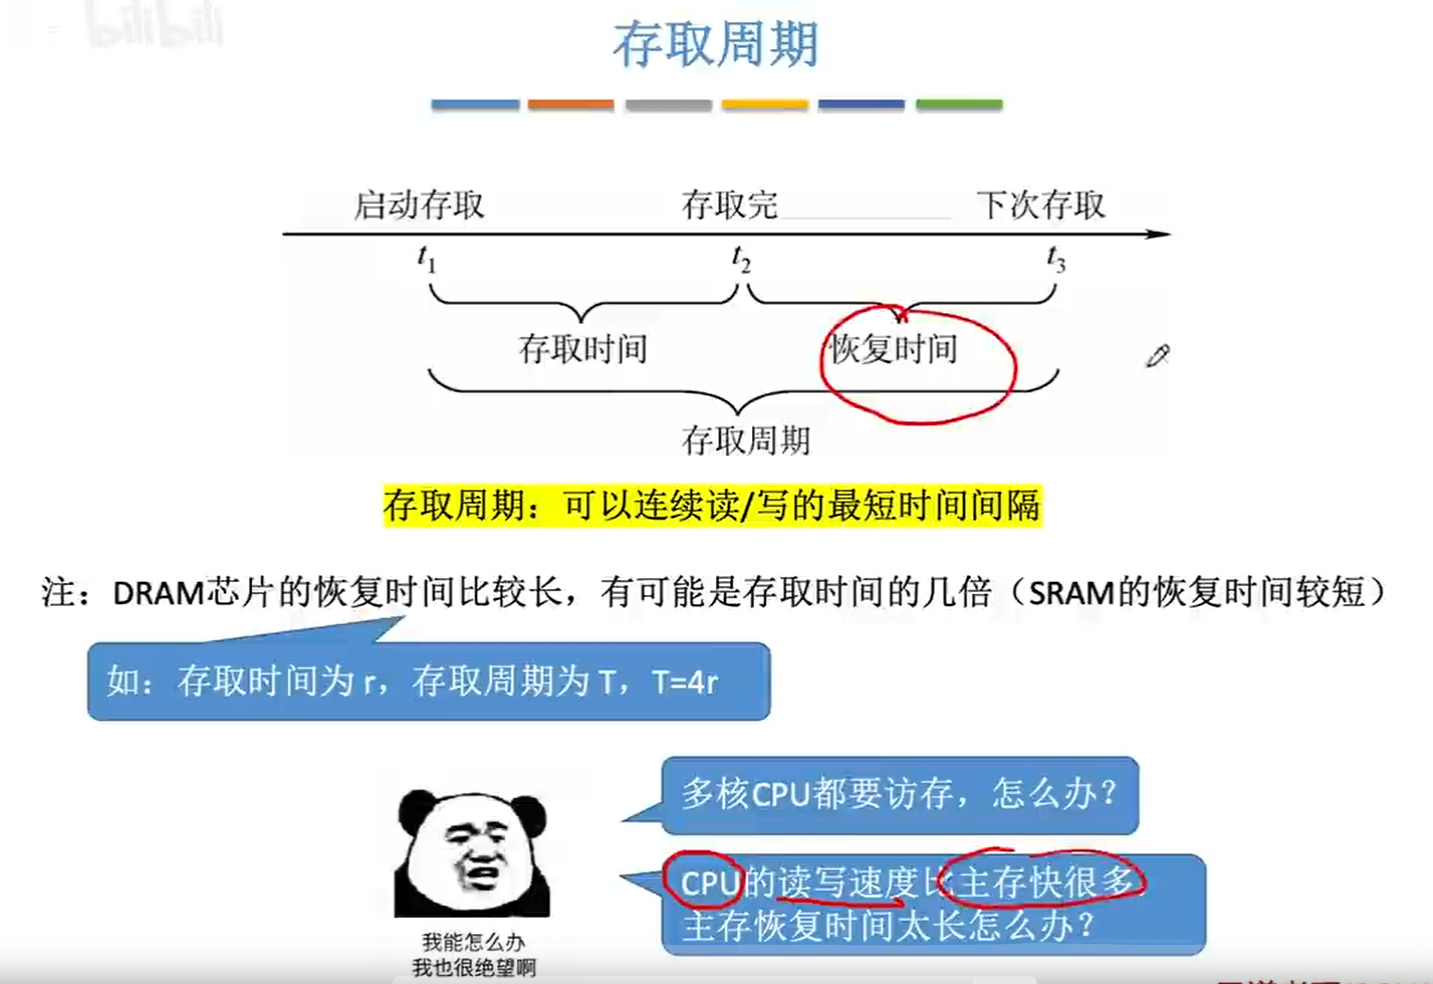 bilibili
存取周期
启动存取 存取完 下次存取
t1 t2 t3
存取时间 恢复时间
存取周期
存取周期：可以连续读/写的最短时间间隔
注：DRAM芯片的恢复时间比较长，有可能是存取时间的几倍（SRAM的恢复时间较短）
如：存取时间为 r，存取周期为 T，T=4r
多核CPU都要访存，怎么办？
CPU的读写速度比主存快很多
主存恢复时间太长怎么办？
我能怎么办
我也很绝望啊